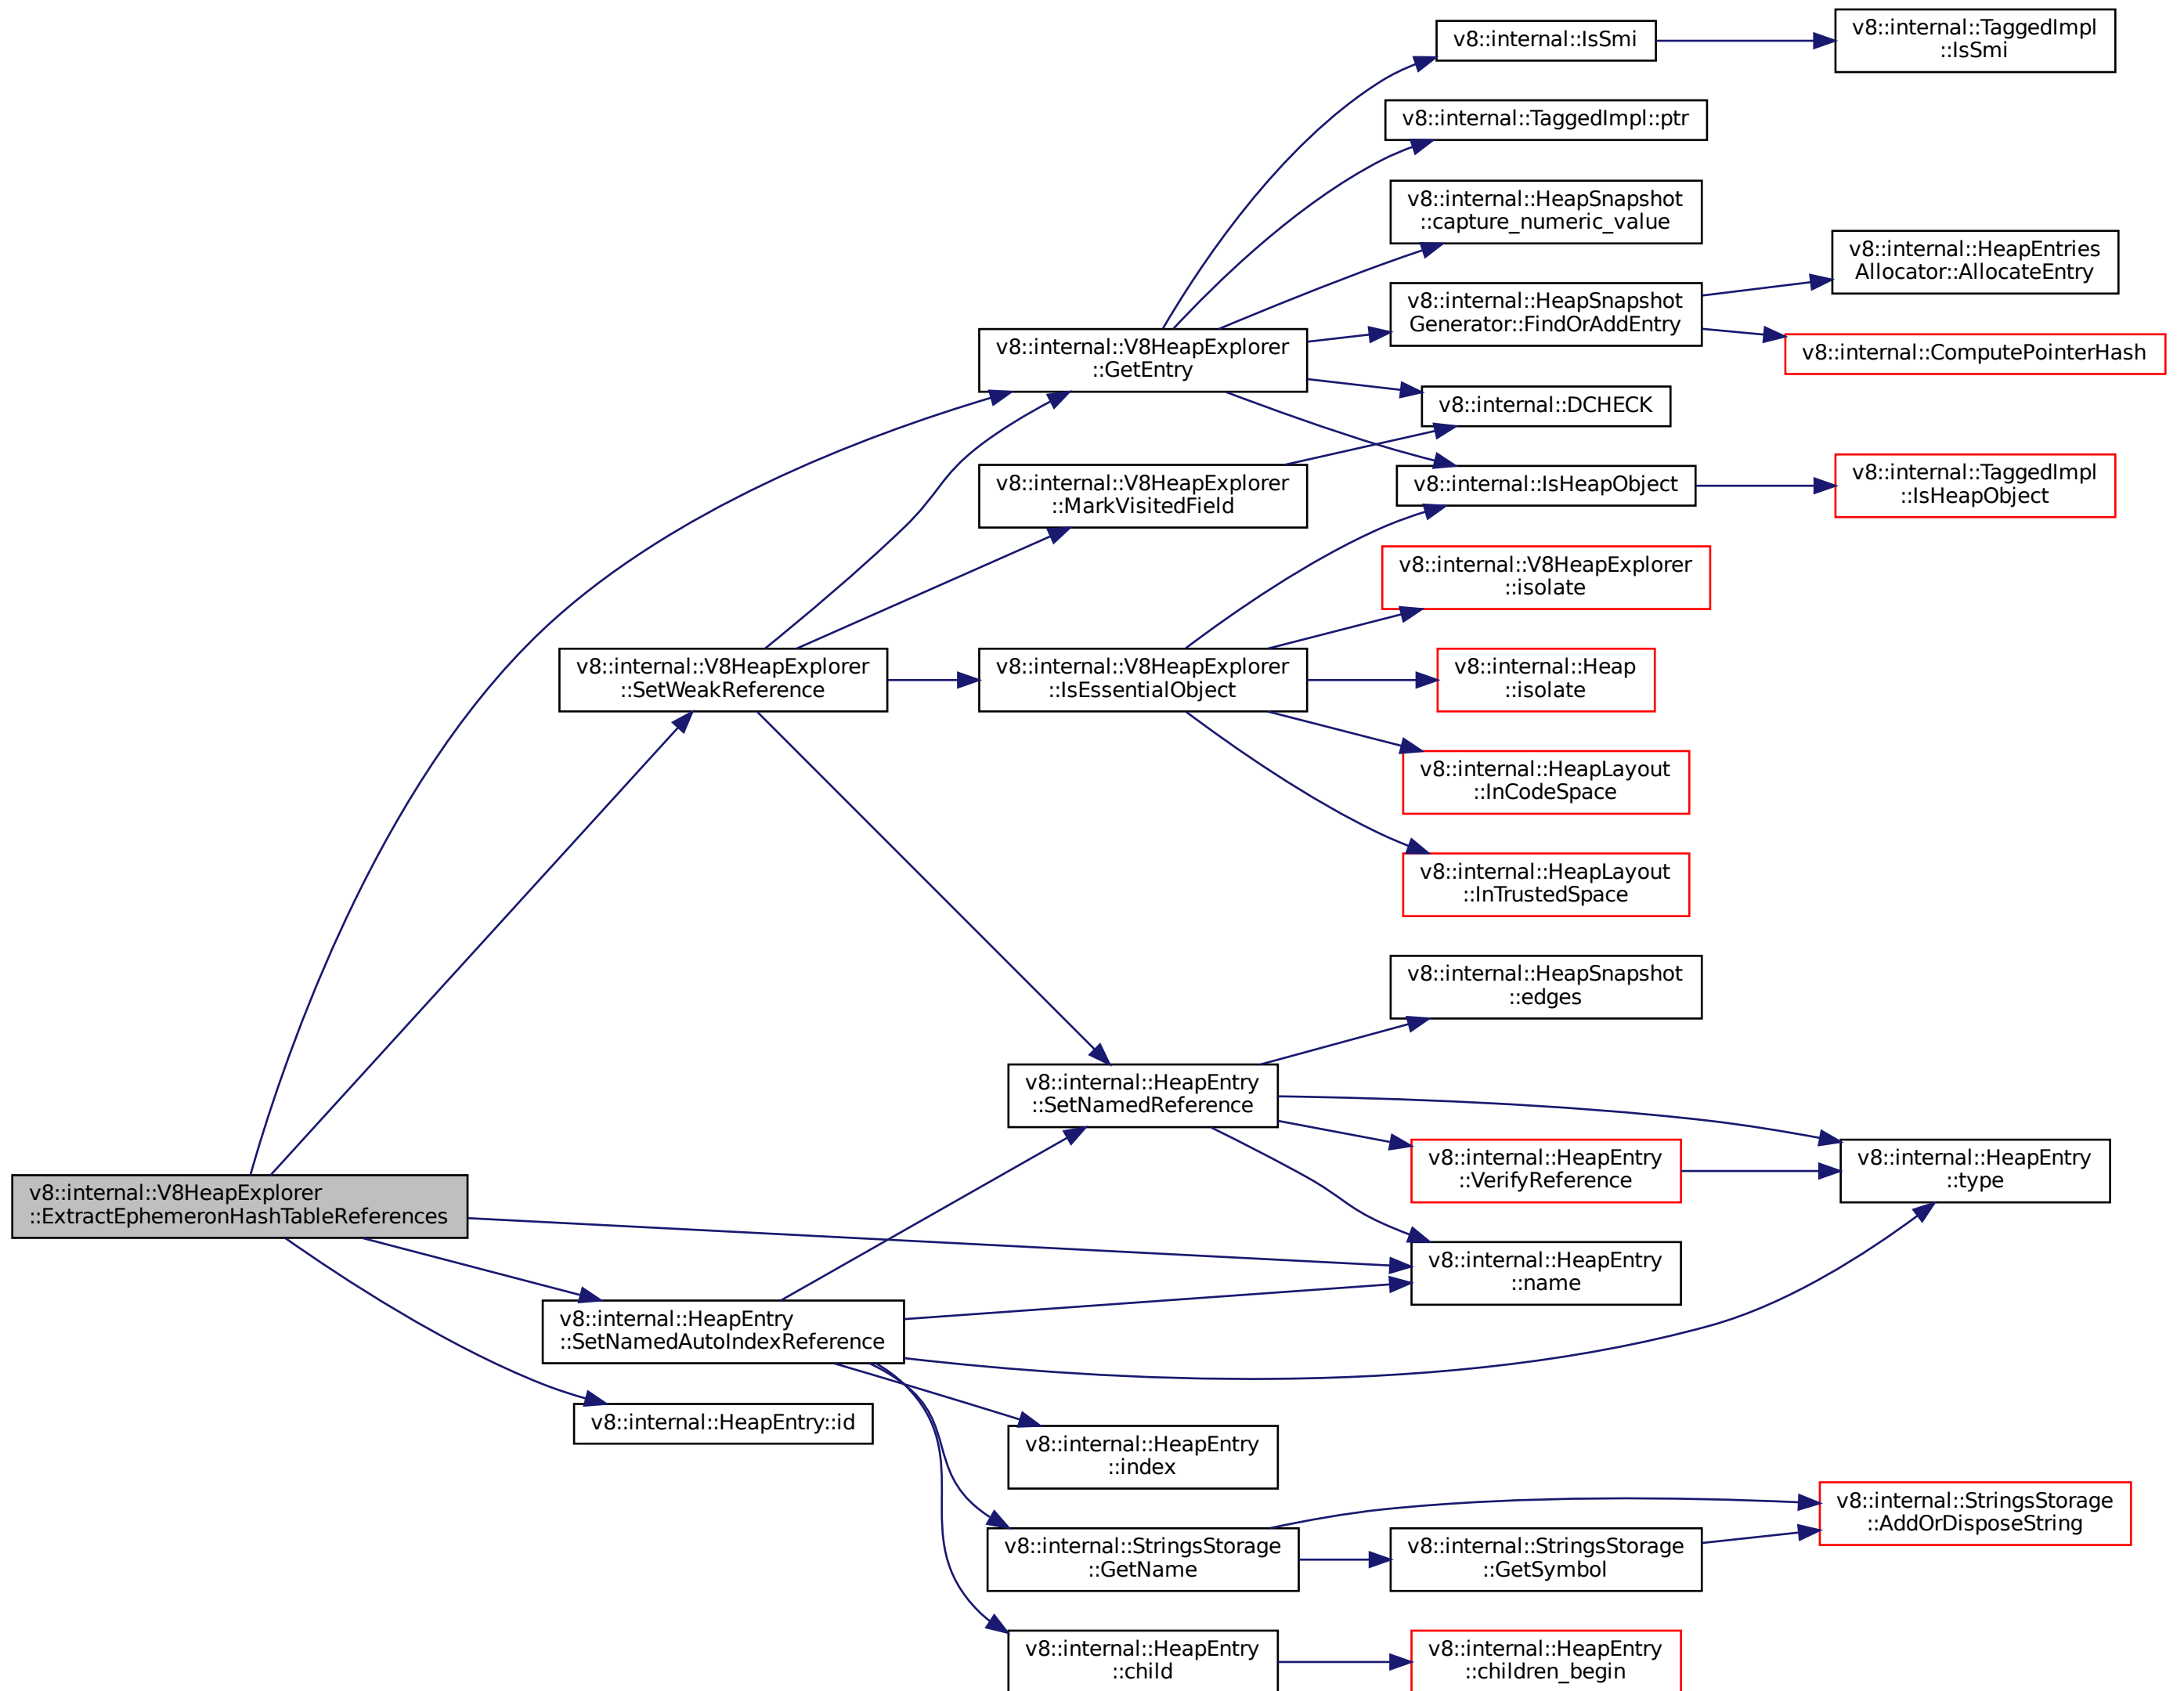 v8::internal::V8HeapExplorer
::ExtractEphemeronHashTableReferences
v8::internal::V8HeapExplorer
::SetWeakReference
v8::internal::HeapEntry
::SetNamedAutoIndexReference
v8::internal::HeapEntry::id
v8::internal::V8HeapExplorer
::GetEntry
v8::internal::V8HeapExplorer
::MarkVisitedField
v8::internal::V8HeapExplorer
::IsEssentialObject
v8::internal::HeapEntry
::SetNamedReference
v8::internal::HeapEntry
::index
v8::internal::StringsStorage
::GetName
v8::internal::HeapEntry
::child
v8::internal::IsSmi
v8::internal::TaggedImpl::ptr
v8::internal::HeapSnapshot
::capture_numeric_value
v8::internal::HeapSnapshot
Generator::FindOrAddEntry
v8::internal::DCHECK
v8::internal::IsHeapObject
v8::internal::V8HeapExplorer
::isolate
v8::internal::Heap
::isolate
v8::internal::HeapLayout
::InCodeSpace
v8::internal::HeapLayout
::InTrustedSpace
v8::internal::HeapSnapshot
::edges
v8::internal::HeapEntry
::VerifyReference
v8::internal::HeapEntry
::name
v8::internal::StringsStorage
::GetSymbol
v8::internal::HeapEntry
::children_begin
v8::internal::TaggedImpl
::IsSmi
v8::internal::HeapEntries
Allocator::AllocateEntry
v8::internal::ComputePointerHash
v8::internal::TaggedImpl
::IsHeapObject
v8::internal::HeapEntry
::type
v8::internal::StringsStorage
::AddOrDisposeString